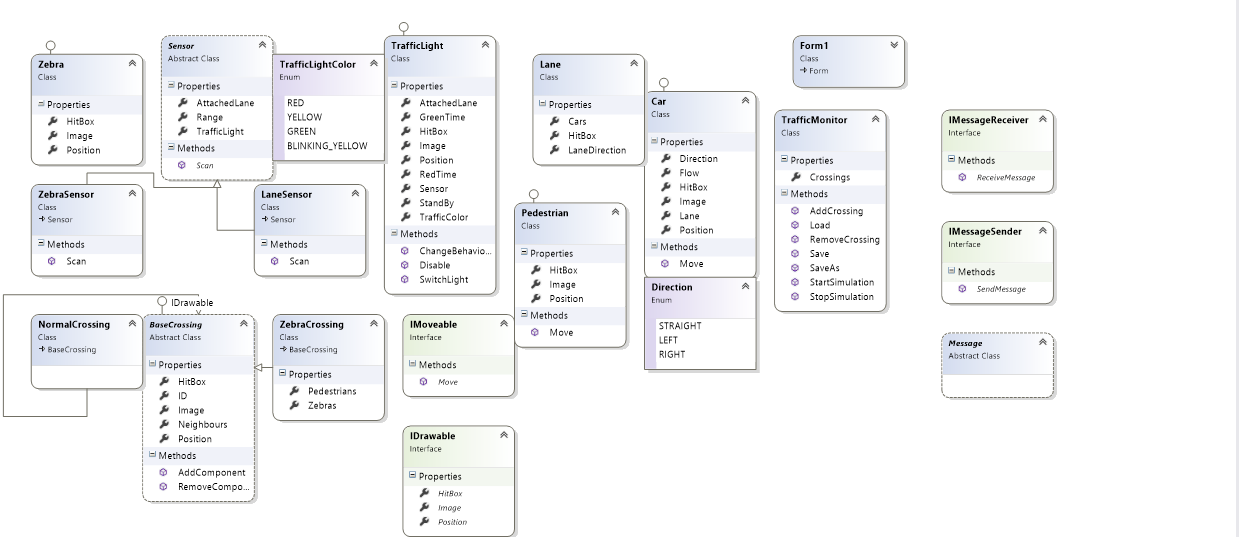 Zebra
Class
Properties
HitBox
Image
Position
Sensor
Abstract Class
Properties
AttachedLane
Range
TrafficLight
Methods
Scan
TrafficLightColor
Enum
RED
YELLOW
GREEN
BLINKING_YELLOW
TrafficLight
Class
Properties
AttachedLane
GreenTime
HitBox
Image
Position
RedTime
Sensor
StandBy
TrafficColor
Methods
ChangeBehavio...
Disable
SwitchLight
Lane
Class
Properties
Cars
HitBox
LaneDirection
Car
Class
Properties
Direction
Flow
HitBox
Image
Lane
Position
Methods
Move
Form1
Class
Form
TrafficMonitor
Class
Properties
Crossings
Methods
AddCrossing
Load
RemoveCrossing
Save
SaveAs
StartSimulation
StopSimulation
IMessageReceiver
Interface
Methods
ReceiveMessage
ZebraSensor
Class
Sensor
Methods
Scan
LaneSensor
Class
Sensor
Methods
Scan
Pedestrian
Class
Properties
HitBox
Image
Position
Methods
Move
Direction
Enum
STRAIGHT
LEFT
RIGHT
IMessageSender
Interface
Methods
SendMessage
NormalCrossing
Class
BaseCrossing
IDrawable
BaseCrossing
Abstract Class
Properties
HitBox
ID
Image
Neighbours
Position
Methods
AddComponent
RemoveCompo...
ZebraCrossing
Class
BaseCrossing
Properties
Pedestrians
Zebras
IMoveable
Interface
Methods
Move
IDrawable
Interface
Properties
HitBox
Image
Position
Message
Abstract Class